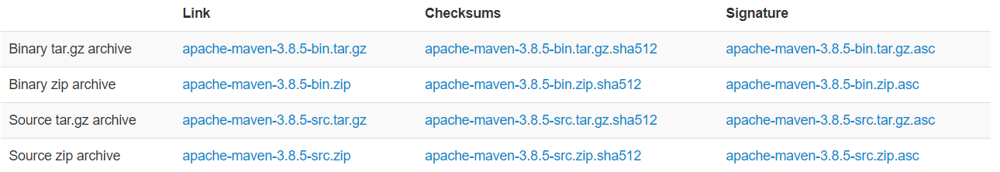 Link Checksums Signature
Binary tar.gz archive apache-maven-3.8.5-bin.tar.gz apache-maven-3.8.5-bin.tar.gz.sha512 apache-maven-3.8.5-bin.tar.gz.asc
Binary zip archive apache-maven-3.8.5-bin.zip apache-maven-3.8.5-bin.zip.sha512 apache-maven-3.8.5-bin.zip.asc
Source tar.gz archive apache-maven-3.8.5-src.tar.gz apache-maven-3.8.5-src.tar.gz.sha512 apache-maven-3.8.5-src.tar.gz.asc
Source zip archive apache-maven-3.8.5-src.zip apache-maven-3.8.5-src.zip.sha512 apache-maven-3.8.5-src.zip.asc